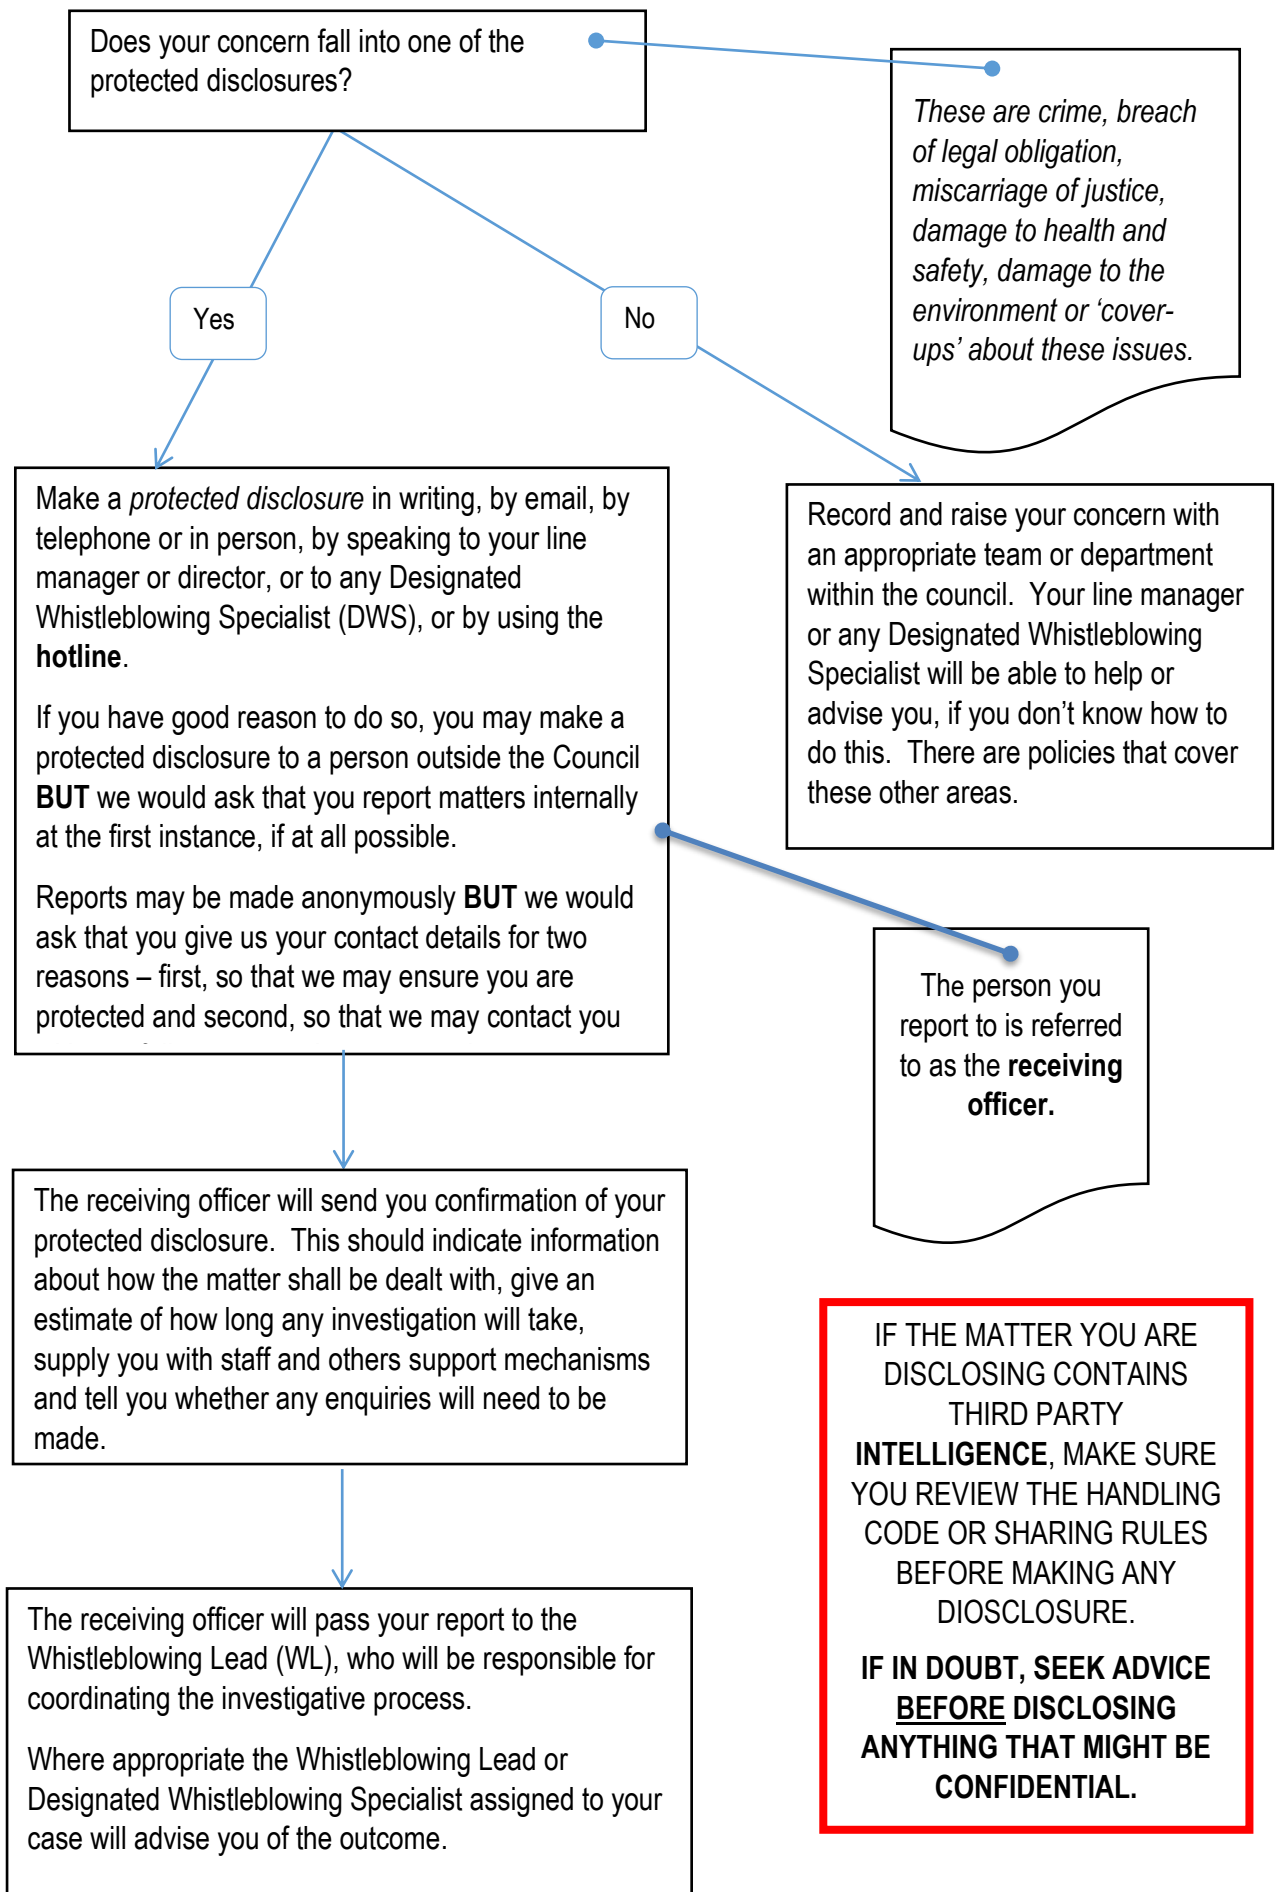 Does your concern fall into one of the
protected disclosures?
These are crime, breach
of legal obligation,
miscarriage of justice,
damage to health and
safety, damage to the
environment or ‘cover-
ups’ about these issues.
Yes
No
Make a protected disclosure in writing, by email, by
telephone or in person, by speaking to your line
manager or director, or to any Designated
Whistleblowing Specialist (DWS), or by using the
hotline.
If you have good reason to do so, you may make a
protected disclosure to a person outside the Council
BUT we would ask that you report matters internally
at the first instance, if at all possible.
Reports may be made anonymously BUT we would
ask that you give us your contact details for two
reasons – first, so that we may ensure you are
protected and second, so that we may contact you
Record and raise your concern with
an appropriate team or department
within the council.  Your line manager
or any Designated Whistleblowing
Specialist will be able to help or
advise you, if you don’t know how to
do this.  There are policies that cover
these other areas.
The person you
report to is referred
to as the receiving
officer.
The receiving officer will send you confirmation of your
protected disclosure.  This should indicate information
about how the matter shall be dealt with, give an
estimate of how long any investigation will take,
supply you with staff and others support mechanisms
and tell you whether any enquiries will need to be
made.
IF THE MATTER YOU ARE
DISCLOSING CONTAINS
THIRD PARTY
INTELLIGENCE, MAKE SURE
YOU REVIEW THE HANDLING
CODE OR SHARING RULES
BEFORE MAKING ANY
DIOSCLOSURE.
IF IN DOUBT, SEEK ADVICE
BEFORE DISCLOSING
ANYTHING THAT MIGHT BE
CONFIDENTIAL.
The receiving officer will pass your report to the
Whistleblowing Lead (WL), who will be responsible for
coordinating the investigative process.
Where appropriate the Whistleblowing Lead or
Designated Whistleblowing Specialist assigned to your
case will advise you of the outcome.